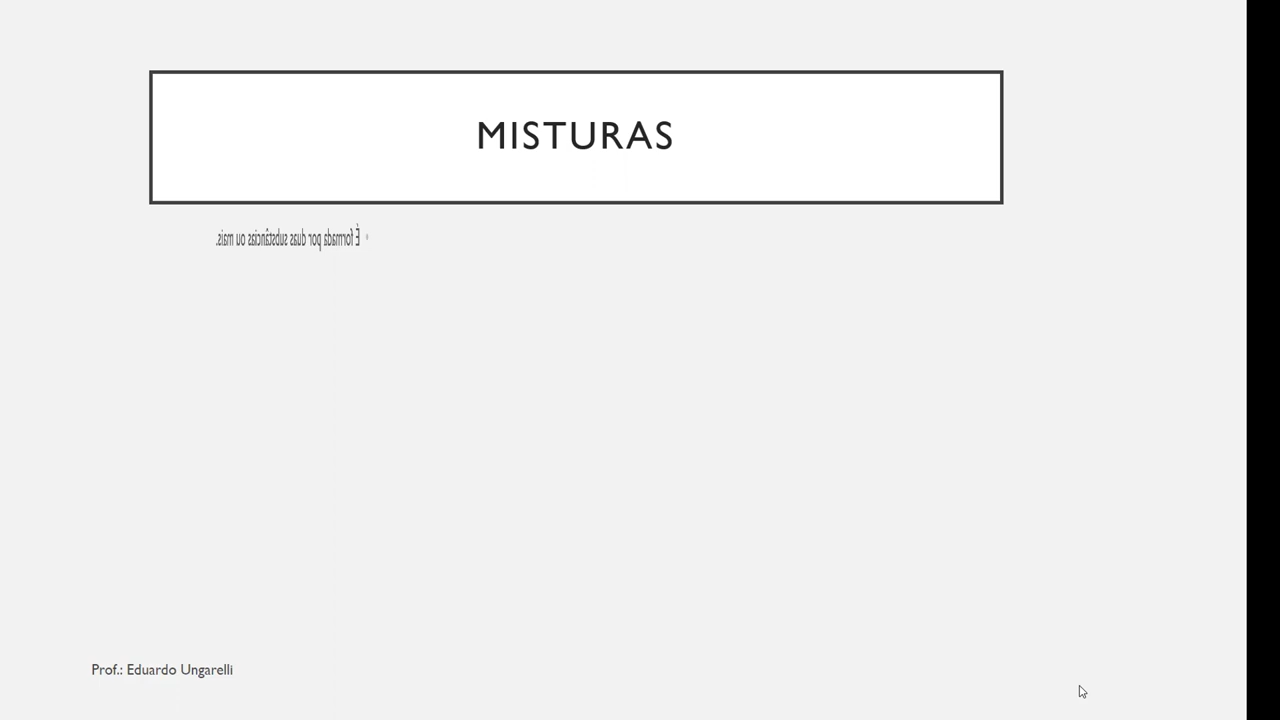 MISTURAS
• É formada por duas substâncias ou mais.
Prof.: Eduardo Ungarelli